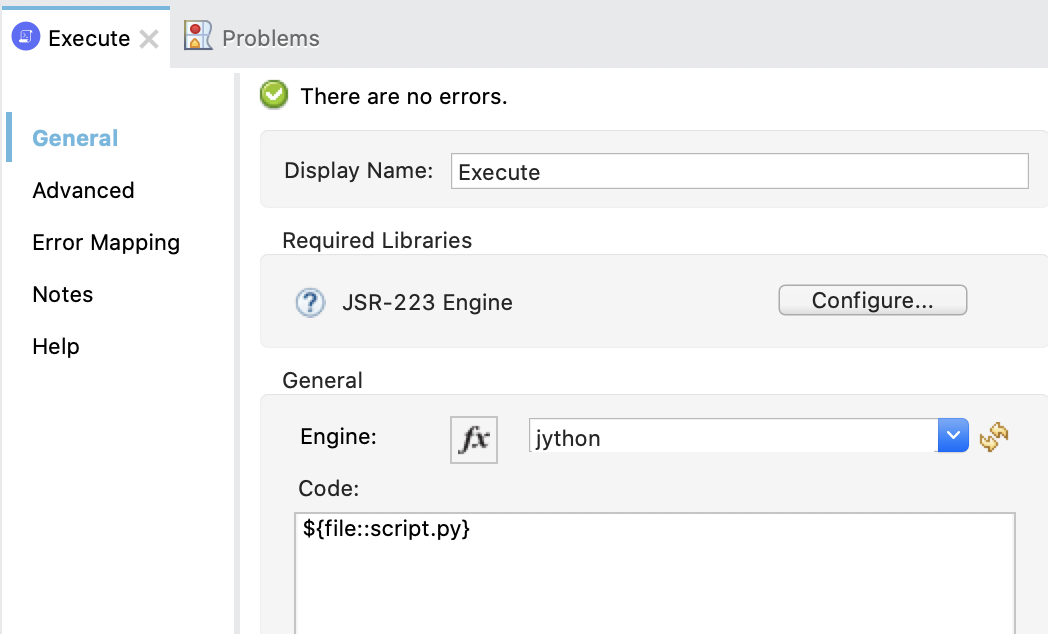 Execute
Problems
General
Advanced
Error Mapping
Notes
Help
There are no errors.
Display Name: Execute
Required Libraries
? JSR-223 Engine Configure...
General
Engine: fx jython
Code:
${file::script.py}